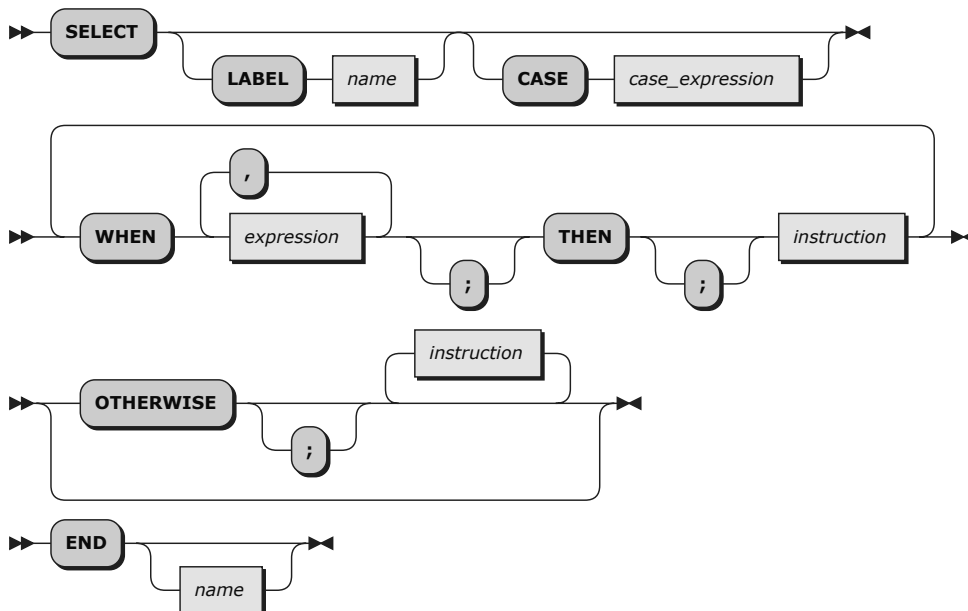 SELECT
LABEL name CASE case_expression
,
WHEN expression THEN instruction
; ;
instruction
OTHERWISE
;
END
name